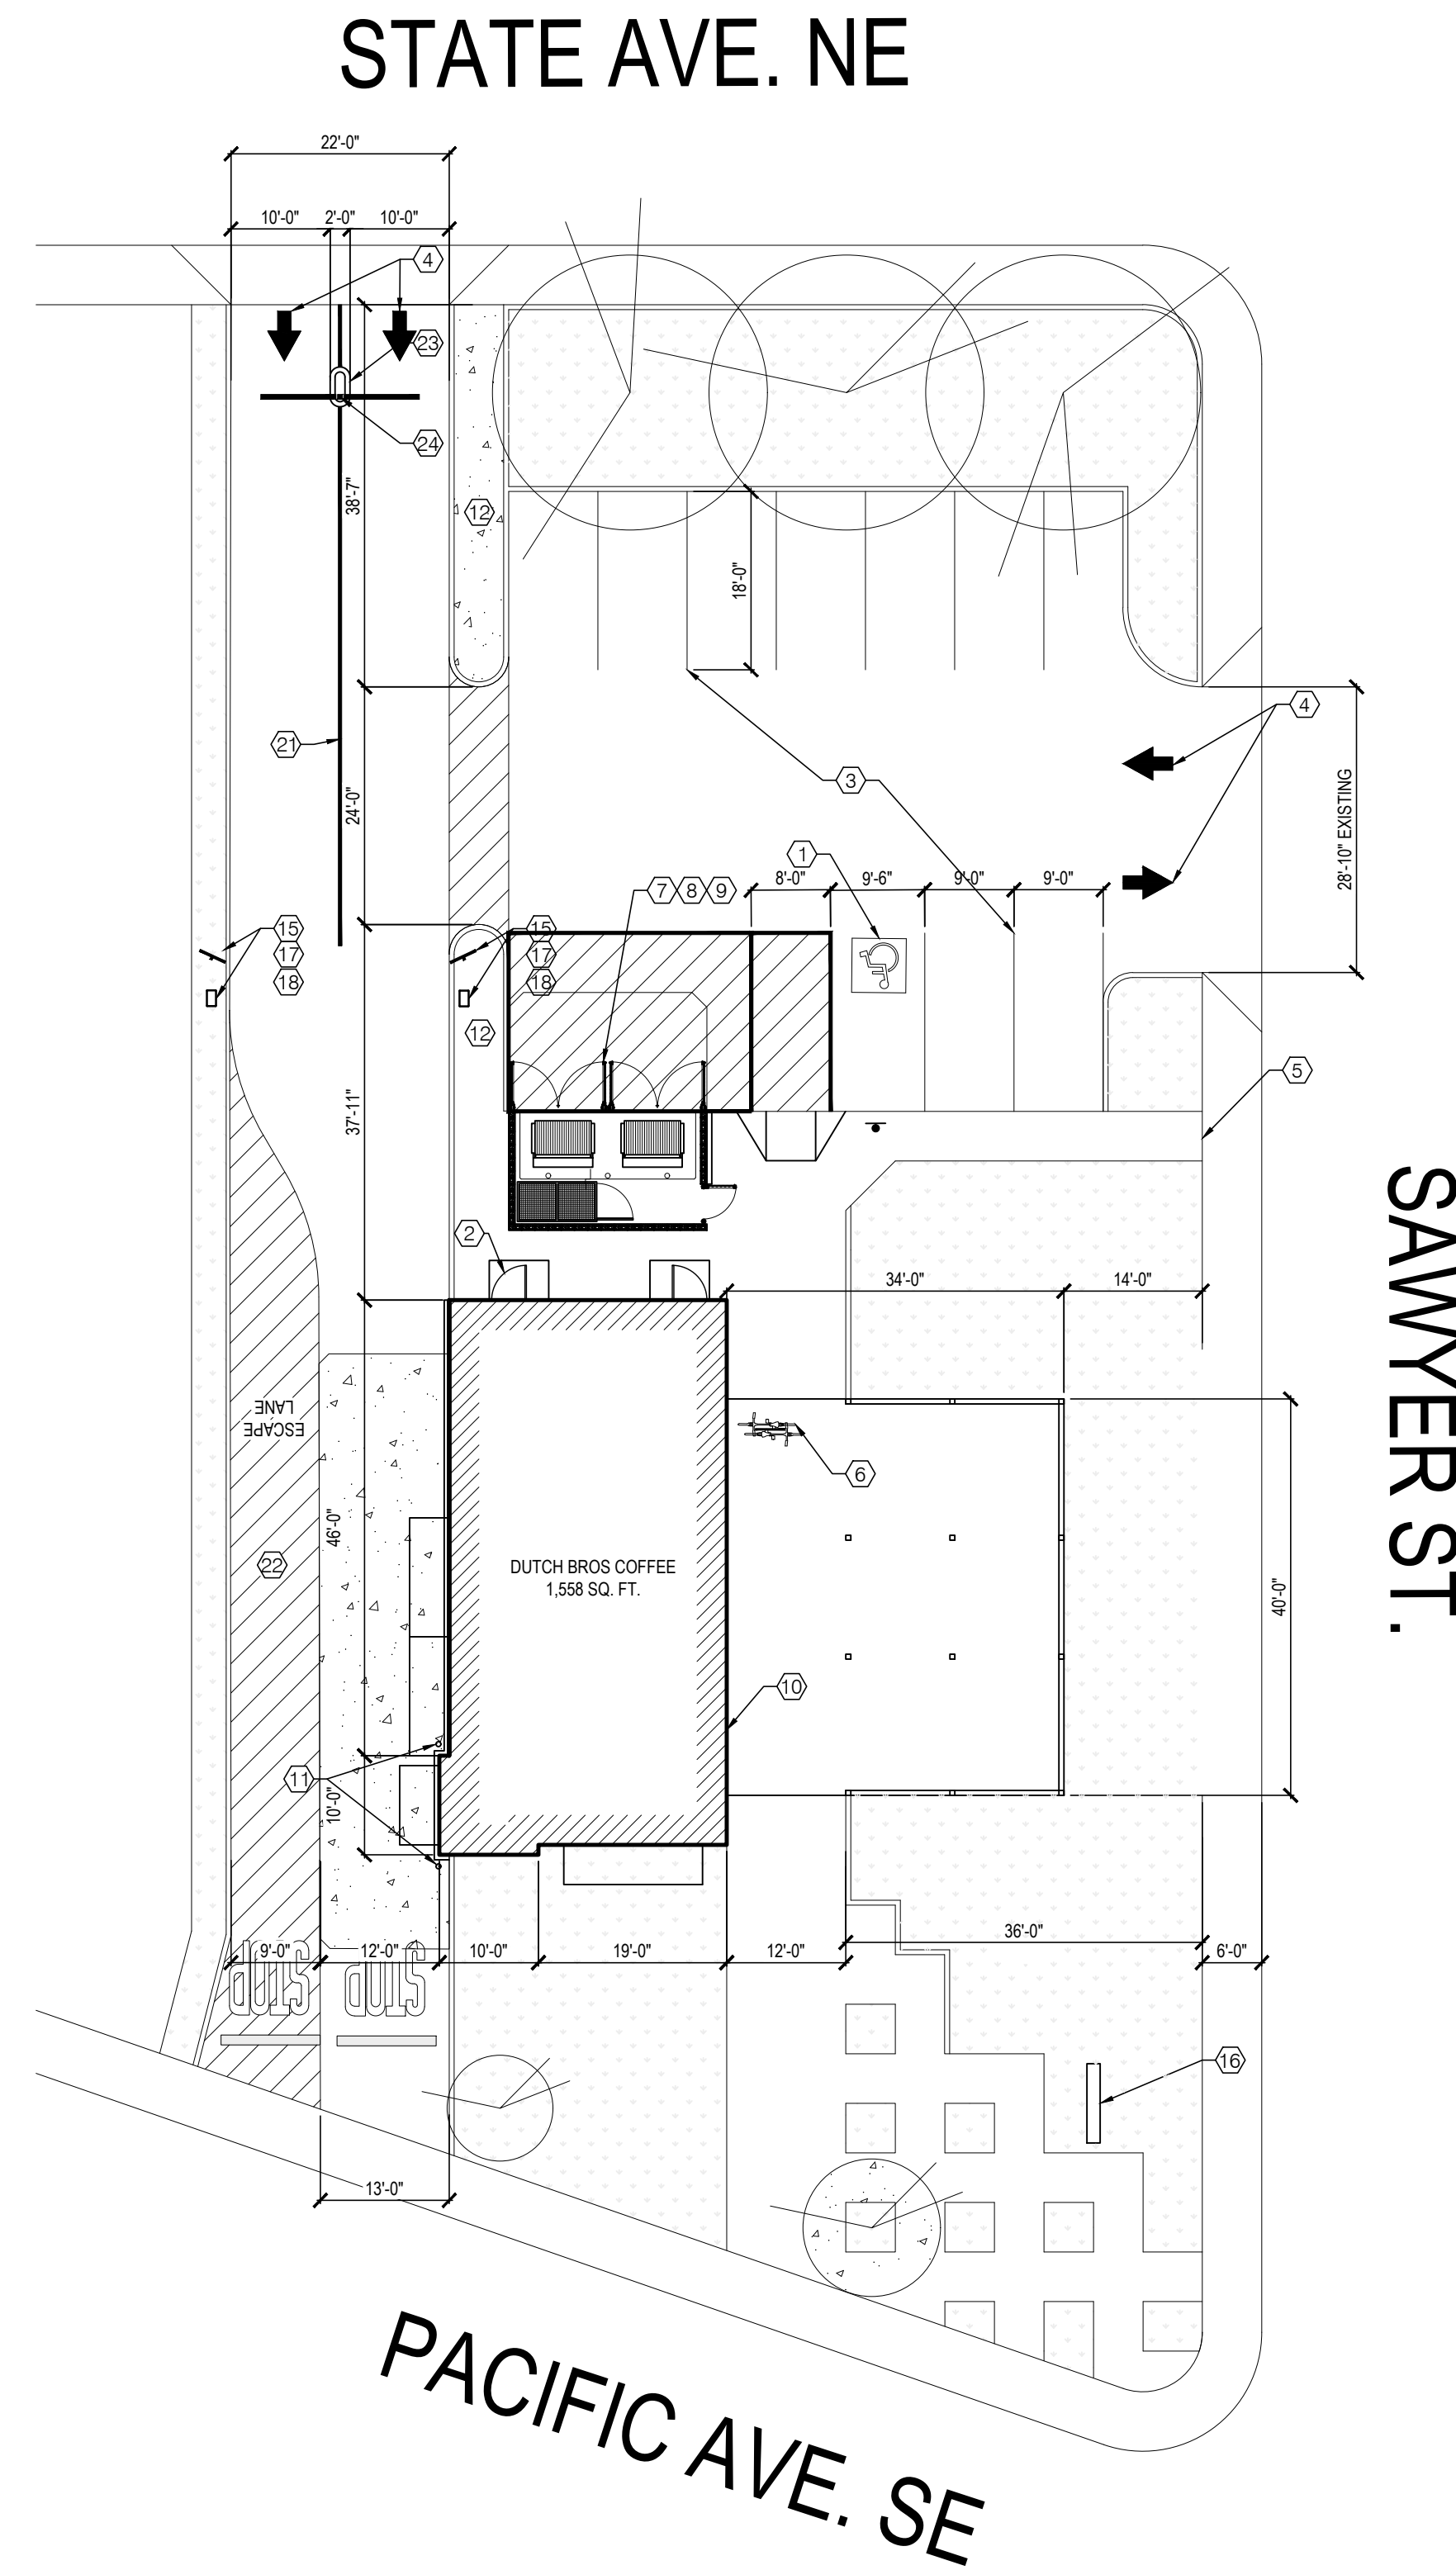 STATE AVE. NE
22'-0"
10'-0" 2'-0" 10'-0"
4
23
24
38'-7"
12
18'-0"
4
21
3
24'-0"
28'-10" EXISTING
1
7 8 9
8'-0" 9'-6" 9'-0" 9'-0"
15
17
18
15
17
18
12
5
37'-11"
SAWYER ST.
2
34'-0" 14'-0"
ESCAPE
LANE
6
46'-0"
22
DUTCH BROS COFFEE
1,558 SQ. FT.
40'-0"
10
11
10'-0"
36'-0"
9'-0" 12'-0" 10'-0" 19'-0" 12'-0" 6'-0"
STOP STOP
16
13'-0"
PACIFIC AVE. SE